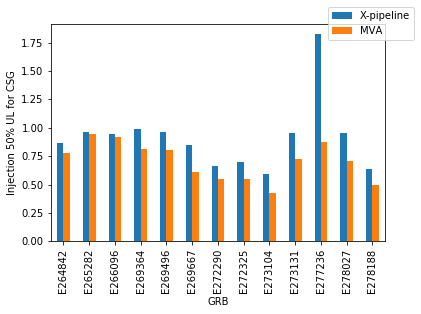 X-pipeline
MVA
Injection 50% UL for CSG
1.75
1.50
1.25
1.00
0.75
0.50
0.25
0.00
E264842
E265282
E266096
E269364
E269496
E269667
E272290
E272325
E273104
E273131
E277236
E278027
E278188
GRB